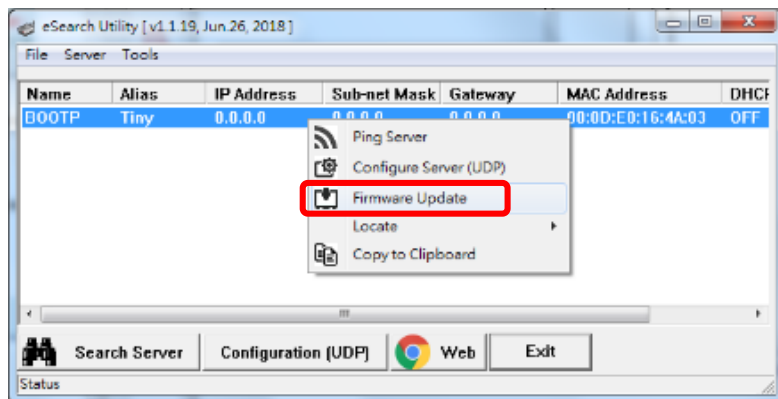 eSearch Utility [ v1.1.19, Jun.26, 2018 ]
File Server Tools
Name Alias IP Address Sub-net Mask Gateway MAC Address DHCP
BOOTP Tiny 0.0.0.0 0.0.0.0 0.0.0.0 00:0D:E0:16:4A:03 OFF
Ping Server
Configure Server (UDP)
Firmware Update
Locate
Copy to Clipboard
Search Server Configuration (UDP) Web Exit
Status